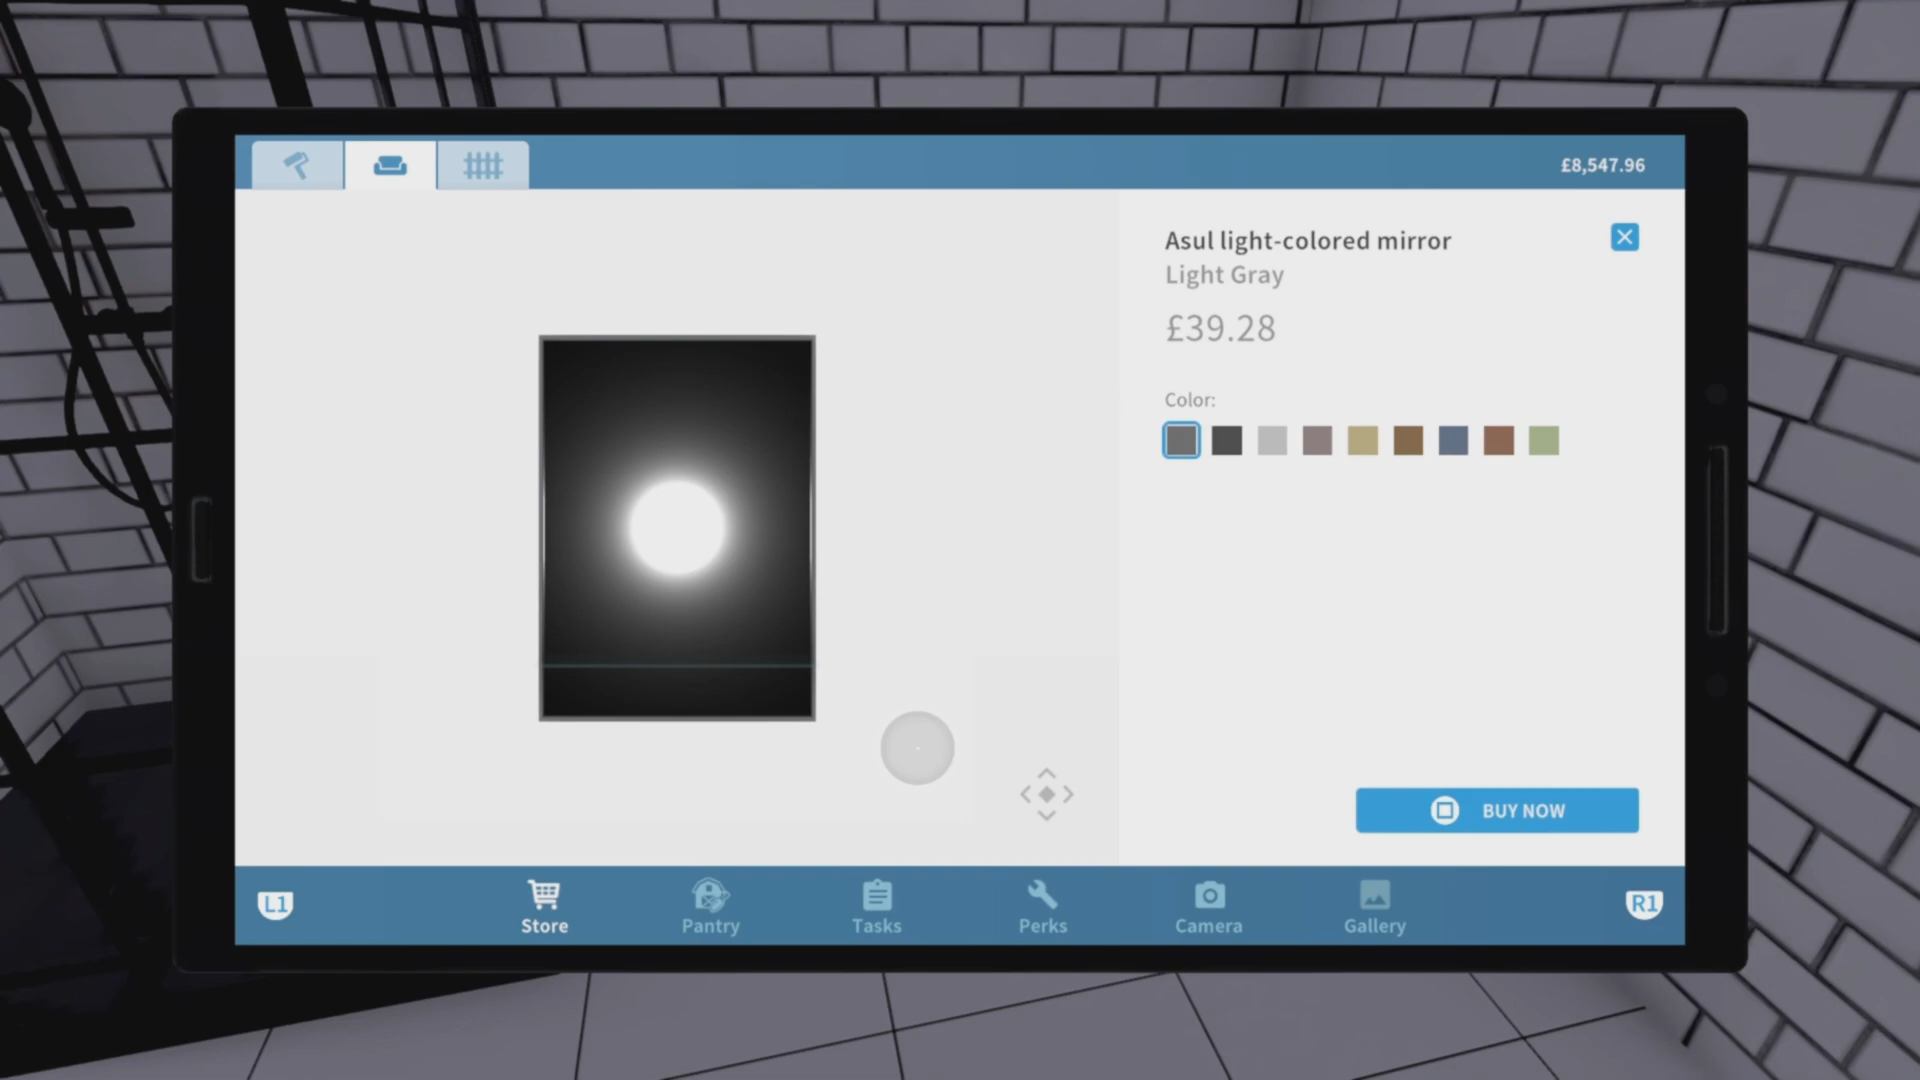 £8,547.96
Asul light-colored mirror
Light Gray
£39.28
Color:
BUY NOW
L1
Store
Pantry
Tasks
Perks
Camera
Gallery
R1